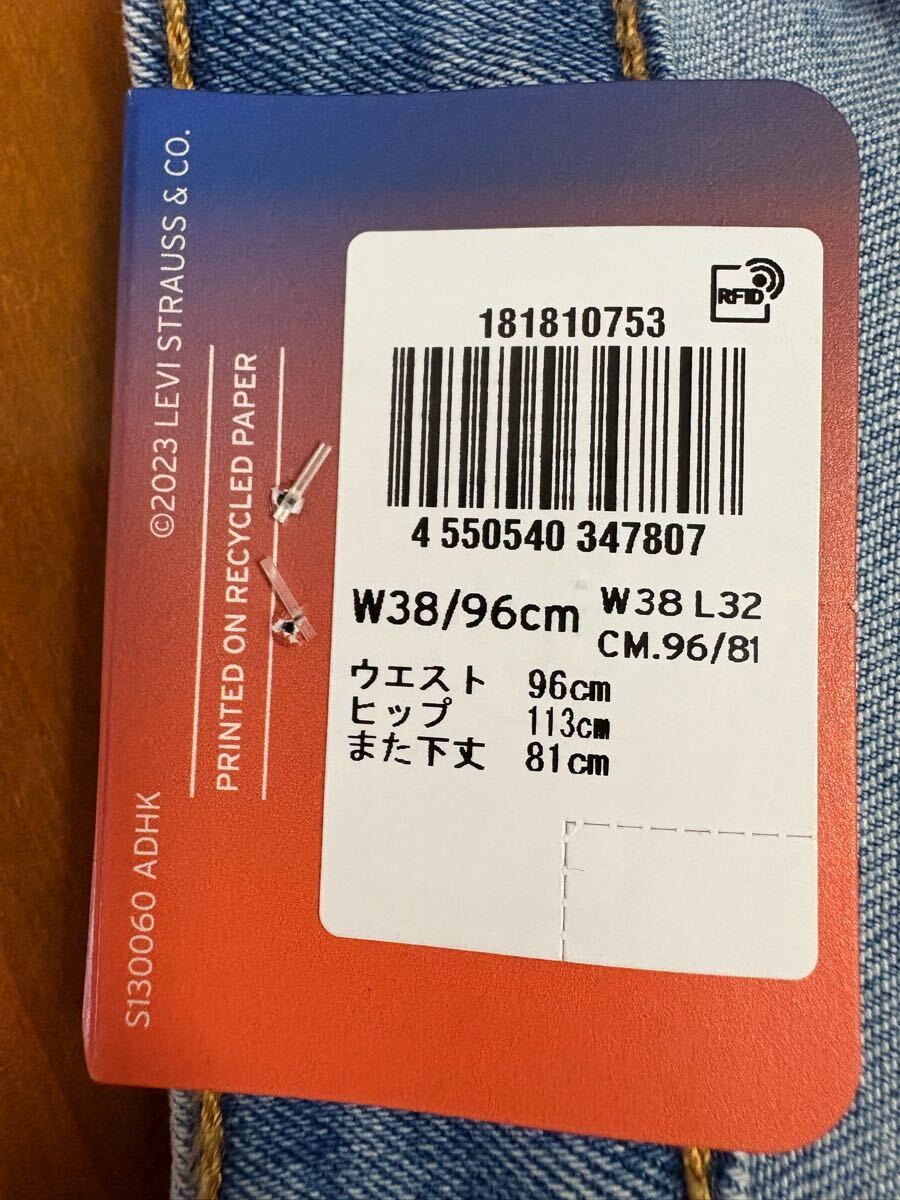 ©2023 LEVI STRAUSS & CO.
PRINTED ON RECYCLED PAPER
S130060 ADHK
RFID
181810753
4 550540 347807
W38/96cm
W38 L32
CM.96/81
ウエスト 96cm
ヒップ 113cm
また下丈 81cm